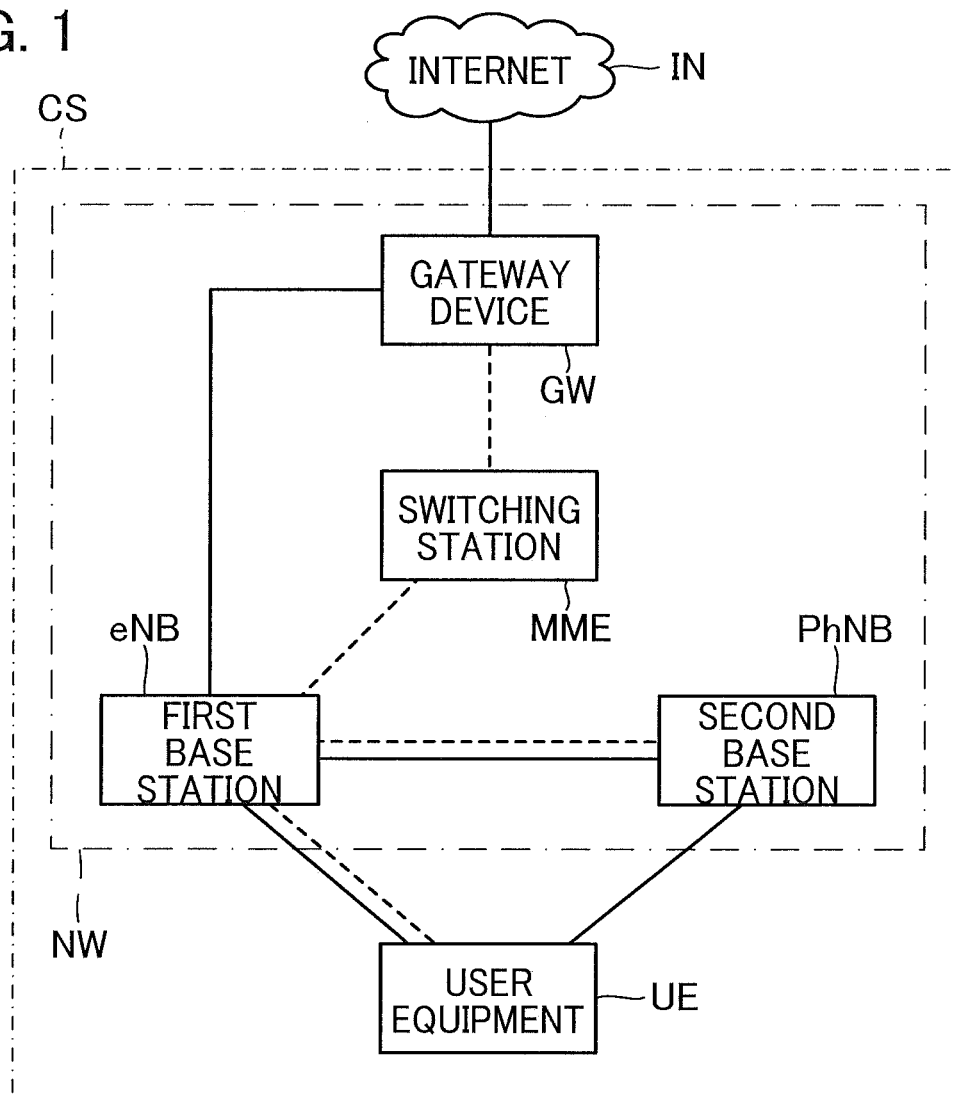 G. 1
INTERNET
IN
CS
GATEWAY
DEVICE
GW
SWITCHING
STATION
MME
eNB
PhNB
FIRST
BASE
STATION
SECOND
BASE
STATION
NW
USER
EQUIPMENT
UE